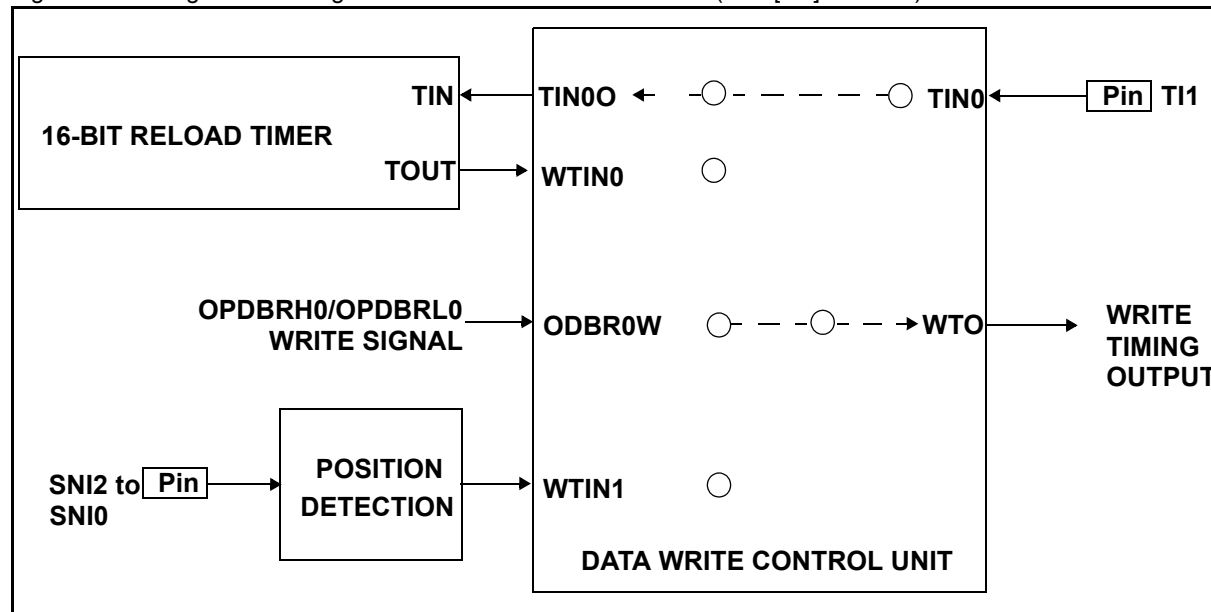 TIN
TIN0O
TIN0
Pin
TI1
16-BIT RELOAD TIMER
TOUT
WTIN0
OPDBRH0/OPDBRL0
WRITE SIGNAL
ODBR0W
WTO
WRITE
TIMING
OUTPUT
SNI2 to
SNI0
Pin
POSITION
DETECTION
WTIN1
DATA WRITE CONTROL UNIT